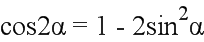 cos2α = 1 - 2sin²α